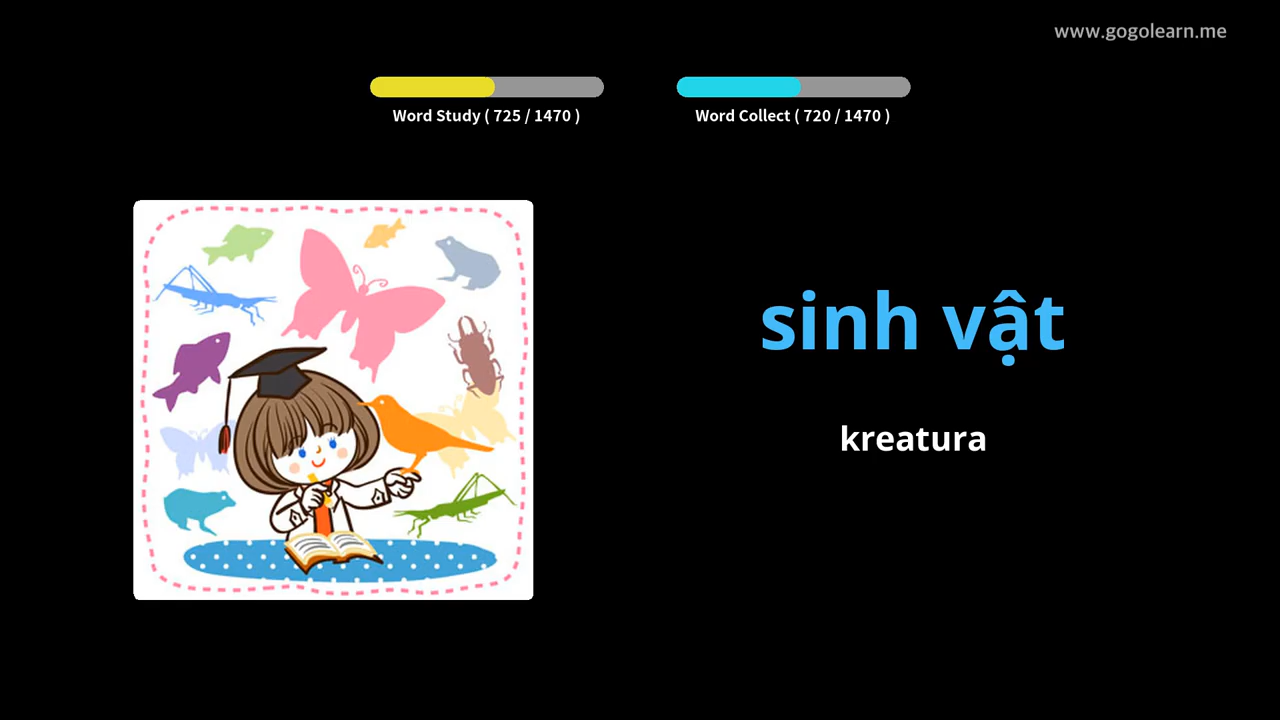 www.gogolearn.me
Word Study ( 725 / 1470 )
Word Collect ( 720 / 1470 )
sinh vật
kreatura